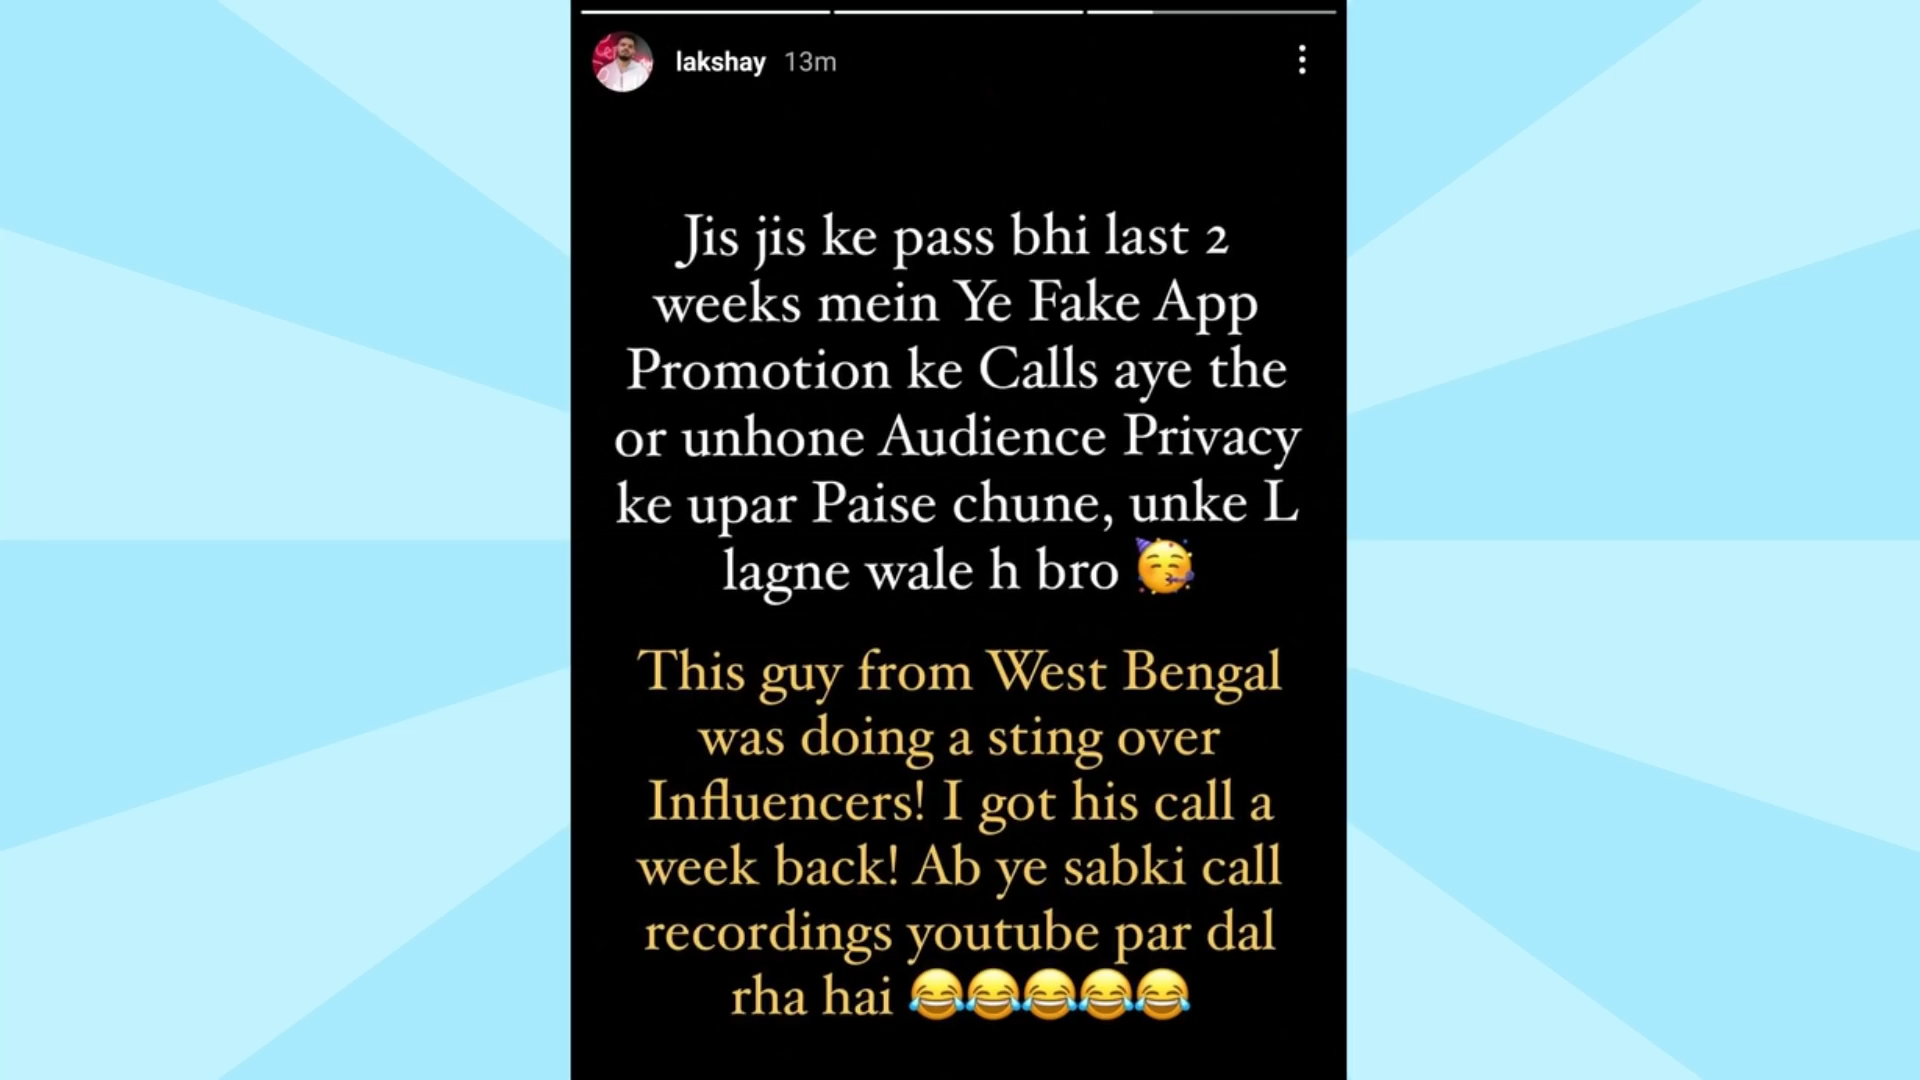 lakshay 13m
Jis jis ke pass bhi last 2
weeks mein Ye Fake App
Promotion ke Calls aye the
or unhone Audience Privacy
ke upar Paise chune, unke L
lagne wale h bro 🥳
This guy from West Bengal
was doing a sting over
Influencers! I got his call a
week back! Ab ye sabki call
recordings youtube par dal
rha hai 😂😂😂😂😂